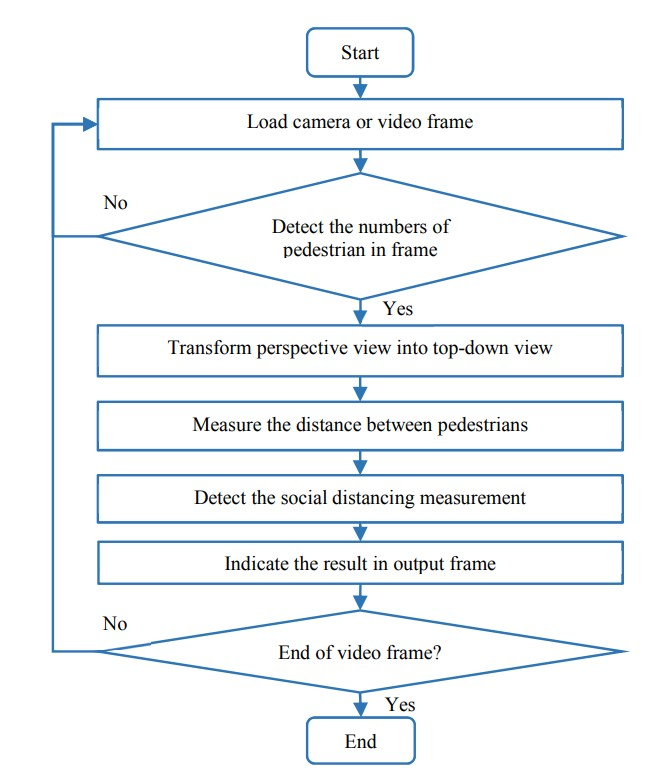 Start
Load camera or video frame
No
Detect the numbers of
pedestrian in frame
Yes
Transform perspective view into top-down view
Measure the distance between pedestrians
Detect the social distancing measurement
Indicate the result in output frame
No
End of video frame?
Yes
End